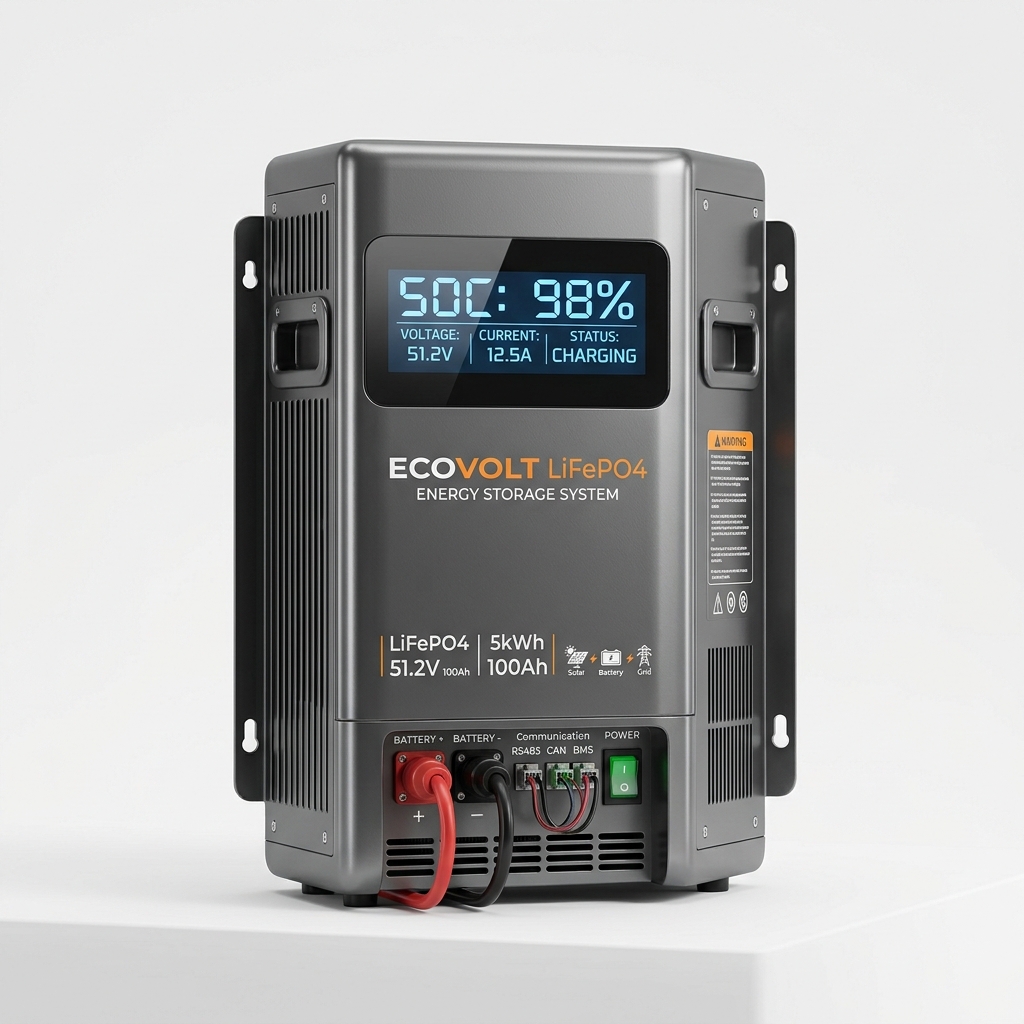 SOC: 98%
VOLTAGE: CURRENT: STATUS:
51.2V 12.5A CHARGING
ECOVOLT LiFePO4
ENERGY STORAGE SYSTEM
LiFePO4 5kWh
51.2V 100Ah 100Ah
Solar Battery Grid
BATTERY + BATTERY - Communication POWER
RS485 CAN BMS
+ −
I
O